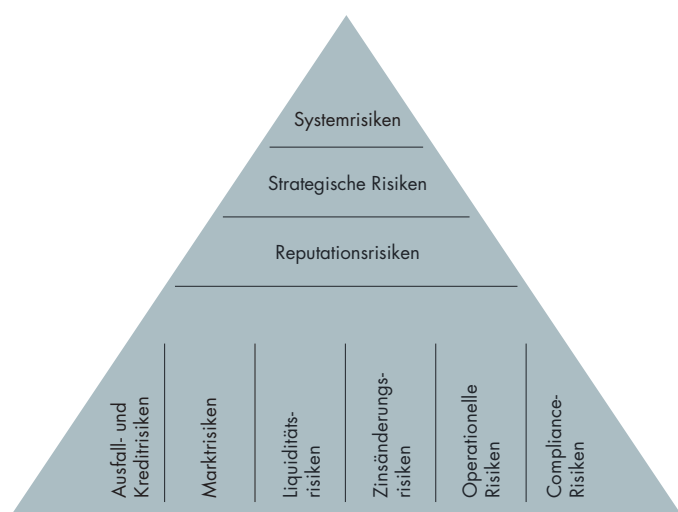 Systemrisiken
Strategische Risiken
Reputationsrisiken
Ausfall- und
Kreditrisiken
Marktrisiken
Liquiditäts-
risiken
Zinsänderungs-
risiken
Operationelle
Risiken
Compliance-
Risiken